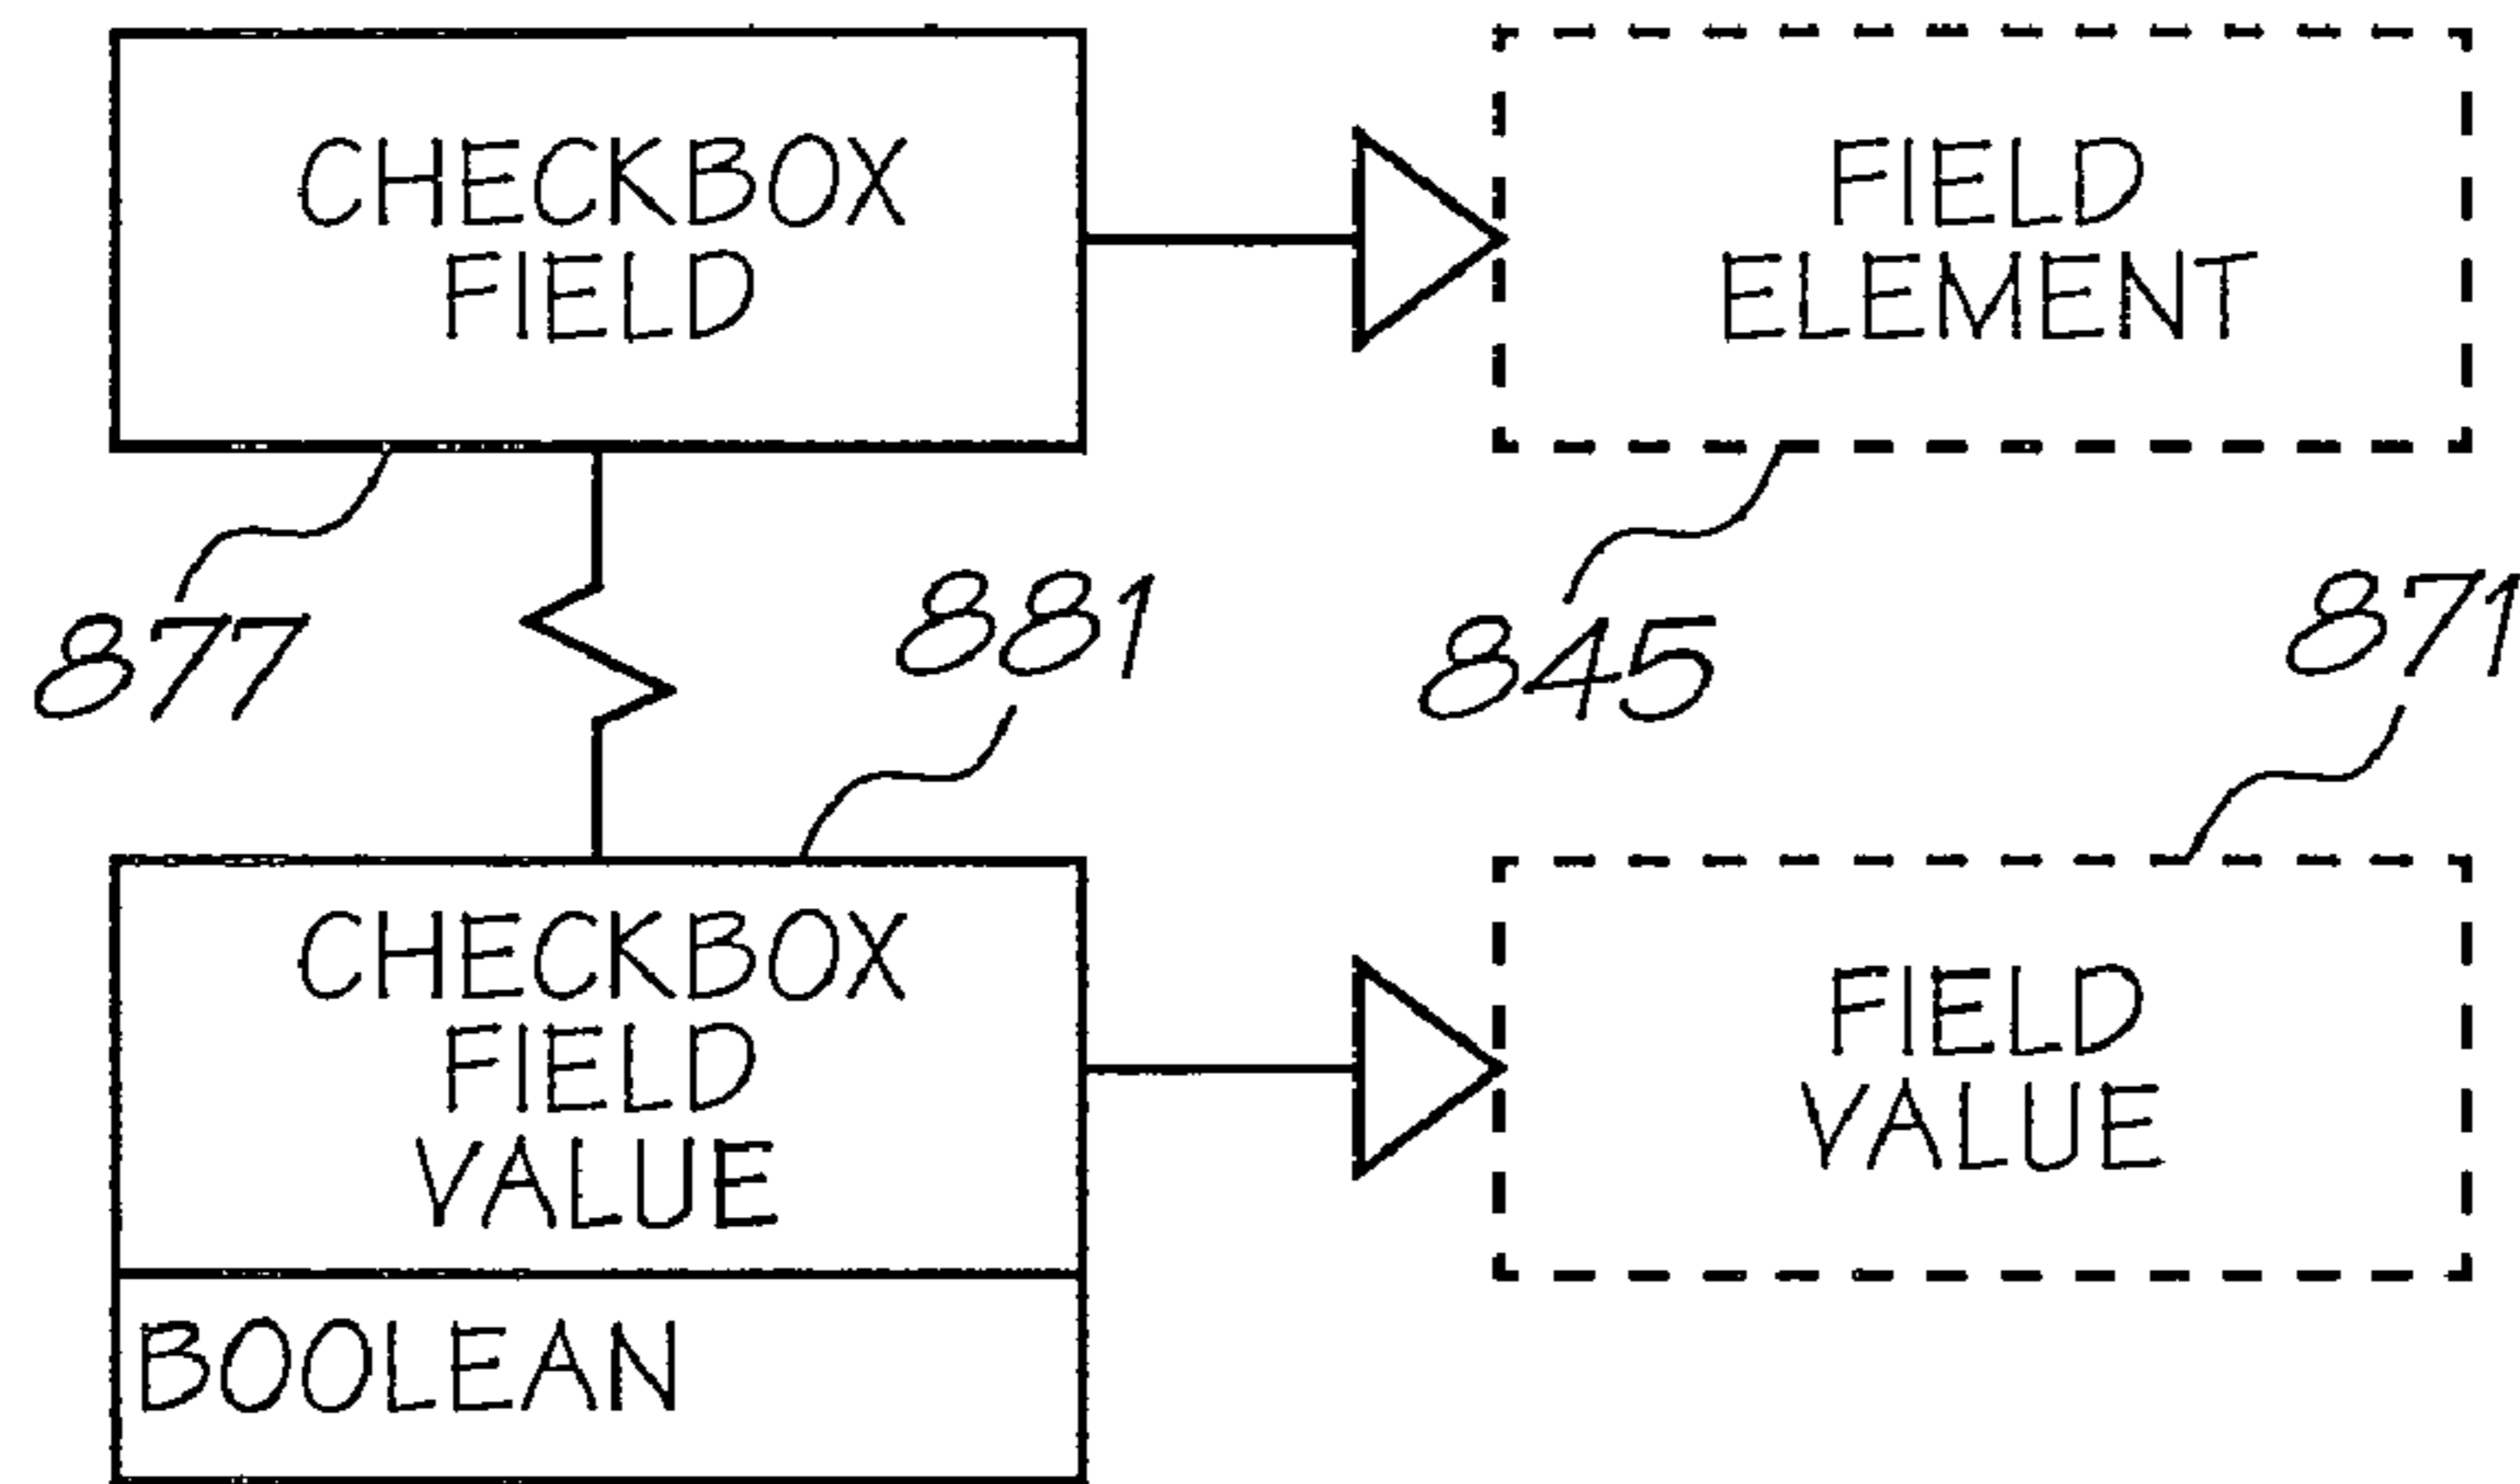 CHECKBOX
FIELD
FIELD
ELEMENT
877
881
845
871
CHECKBOX
FIELD
VALUE
FIELD
VALUE
BOOLEAN